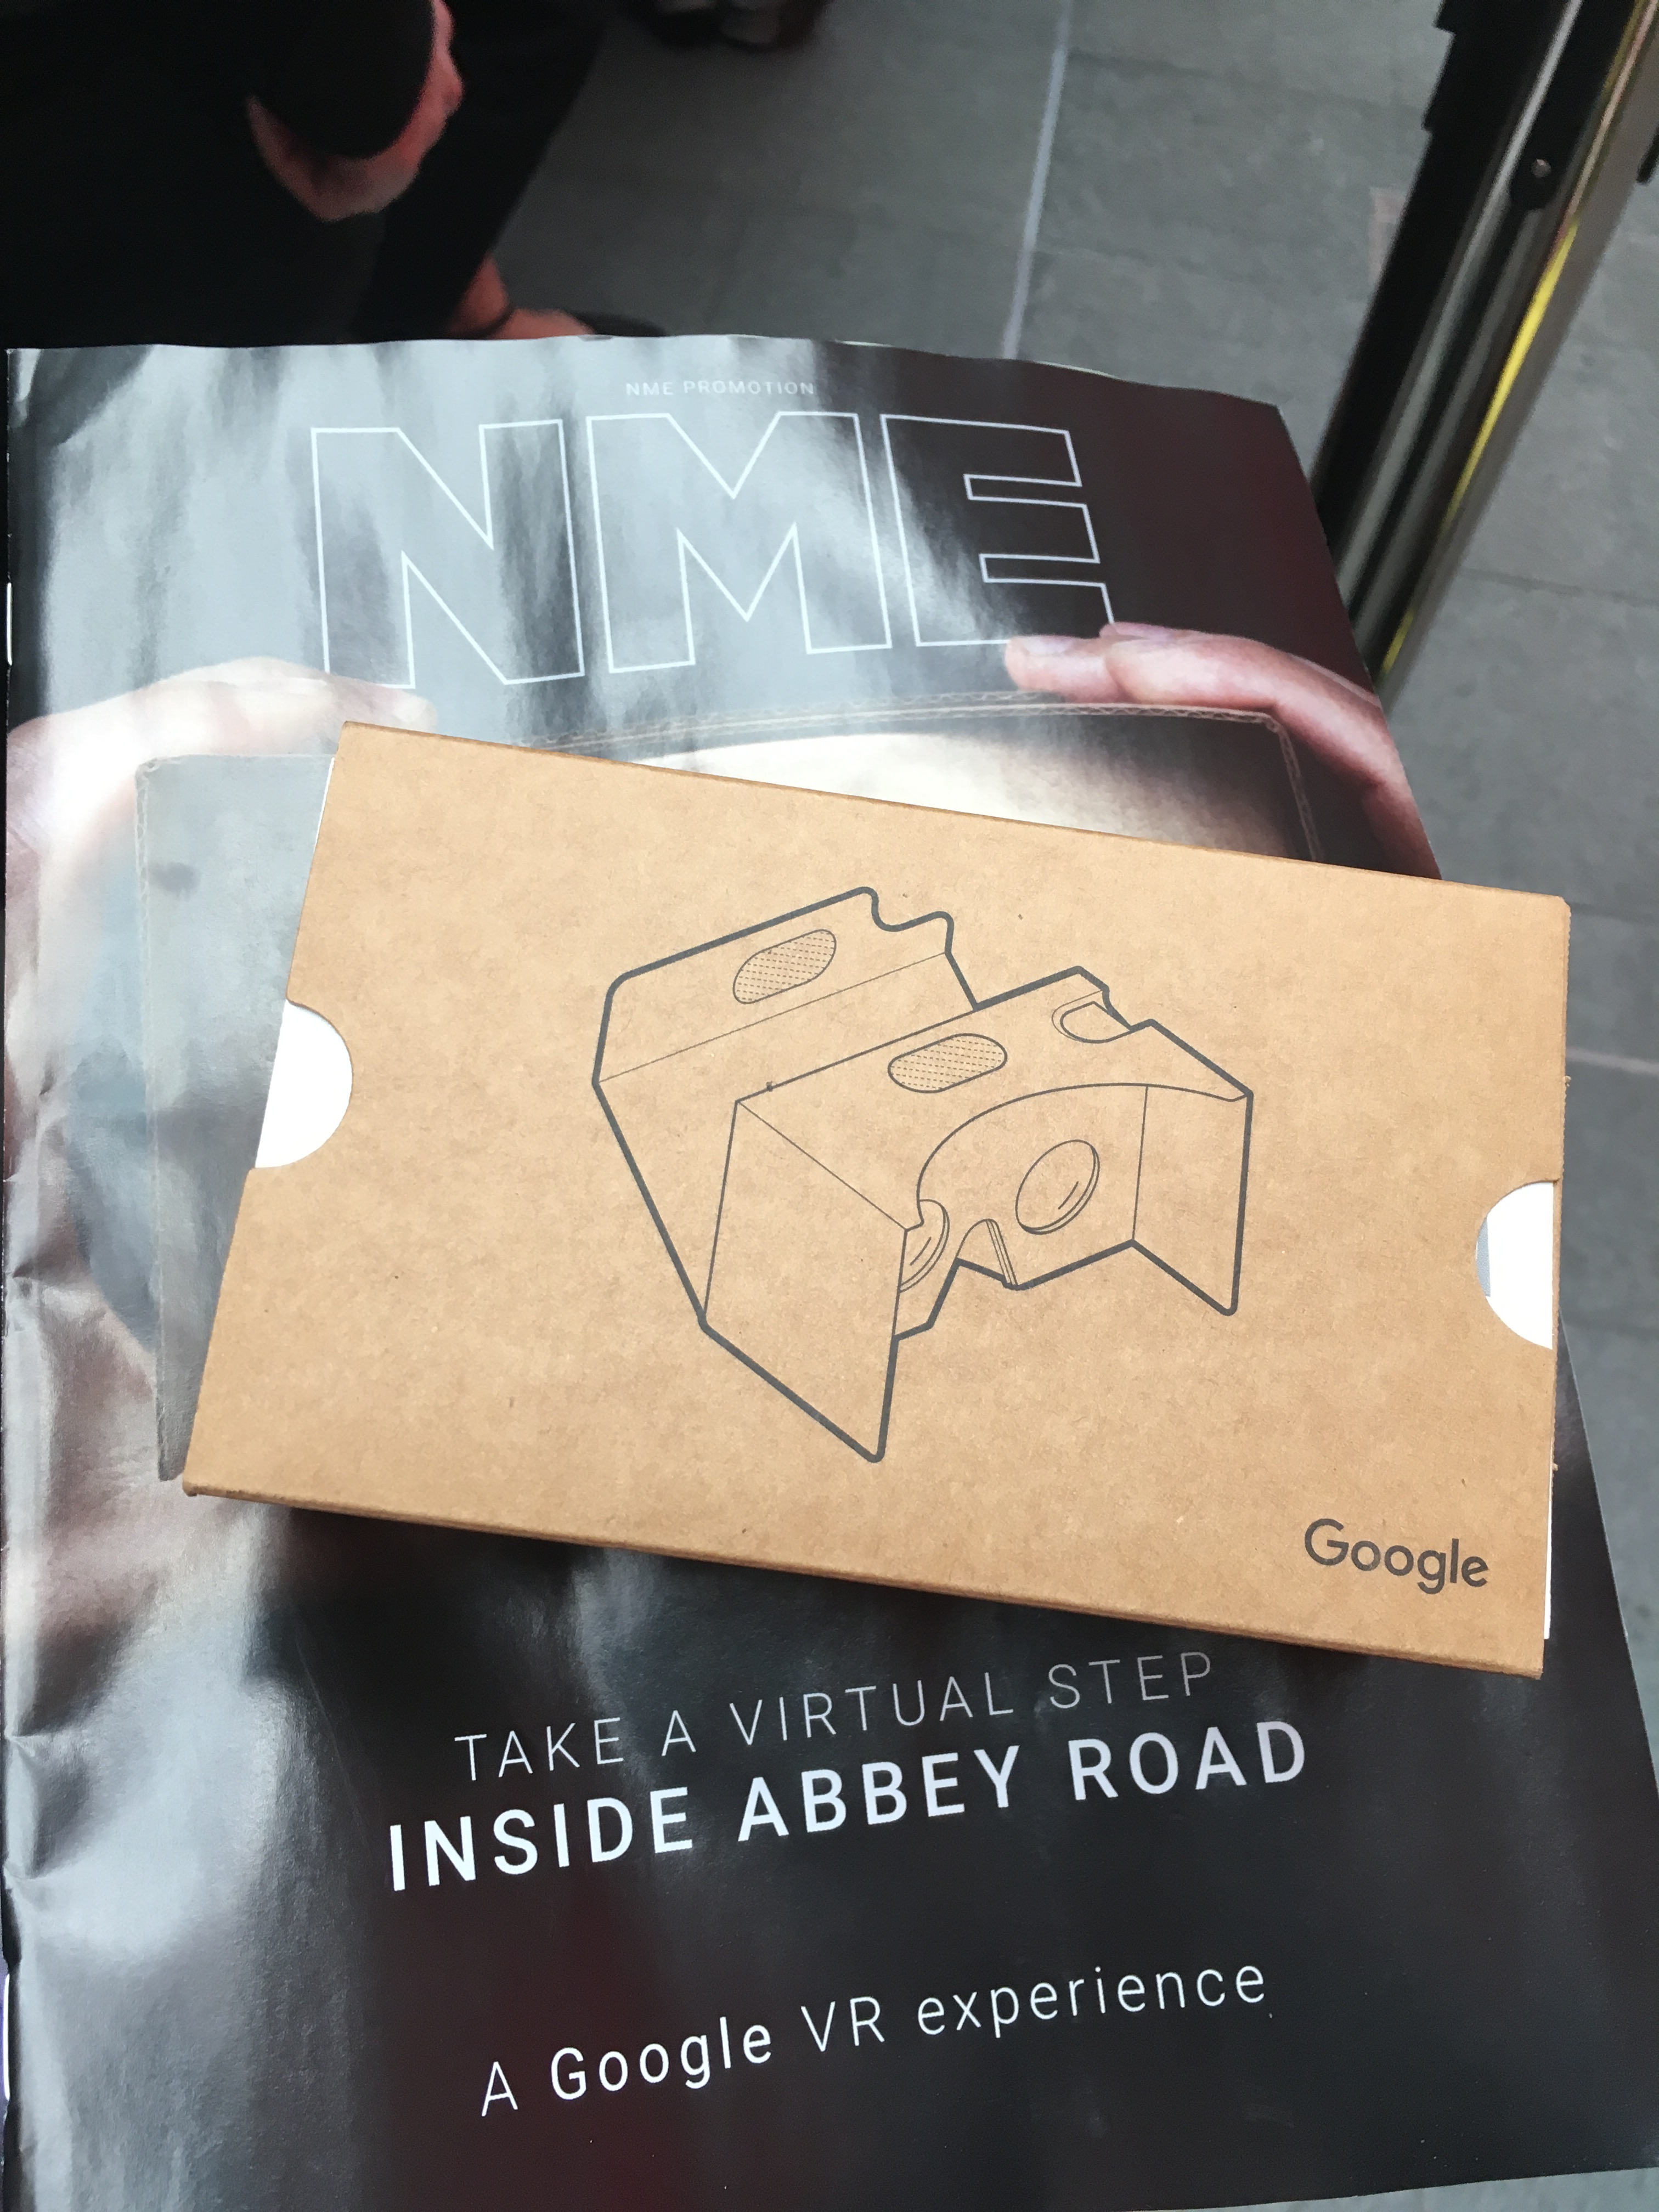 NME PROMOTION
NME
Google
TAKE A VIRTUAL STEP
INSIDE ABBEY ROAD
A Google VR experience